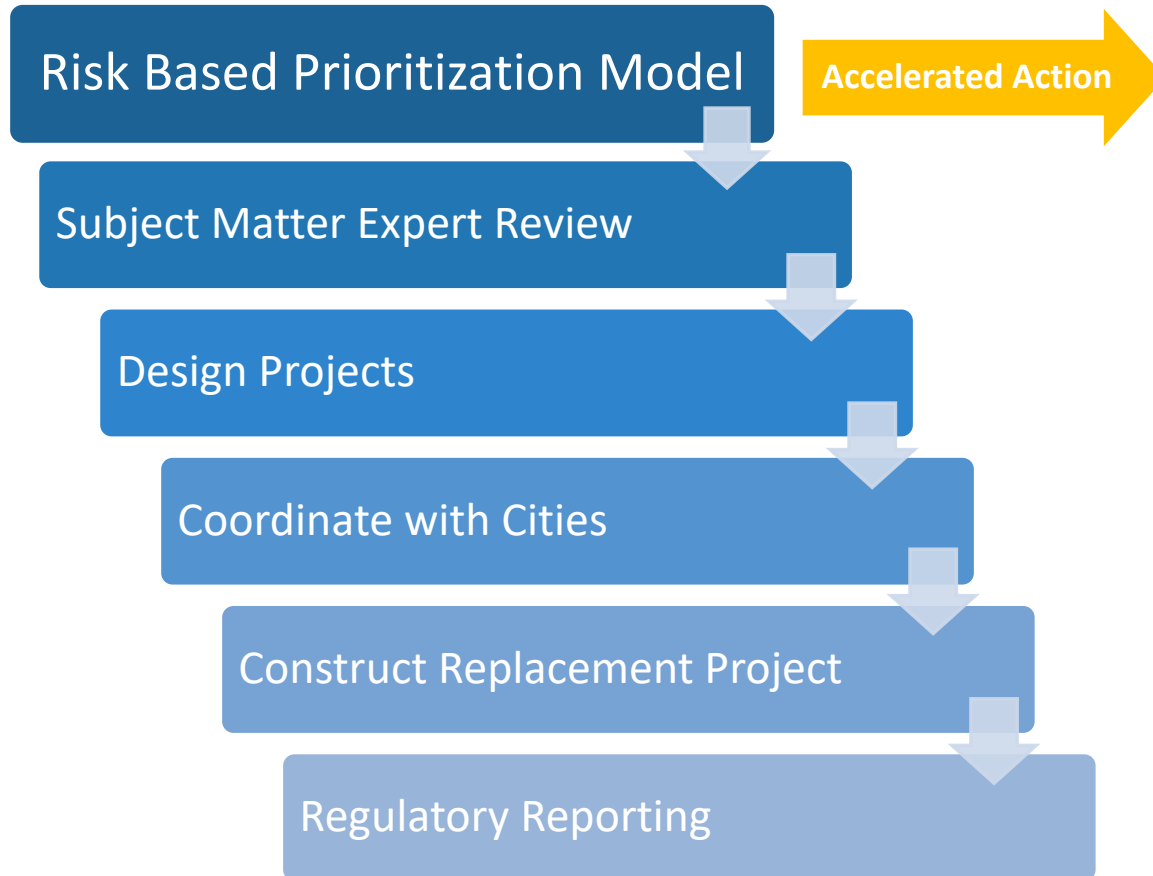 Risk Based Prioritization Model
Accelerated Action
Subject Matter Expert Review
Design Projects
Coordinate with Cities
Construct Replacement Project
Regulatory Reporting